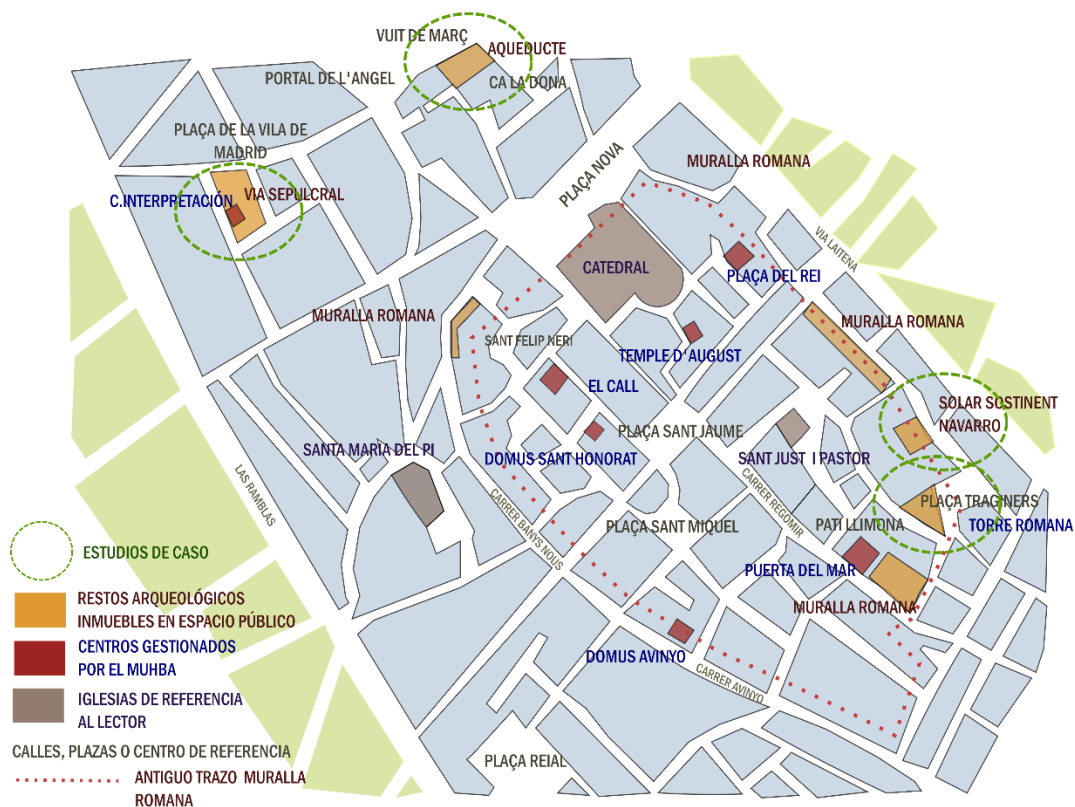 VUIT DE MARÇ
AQUEDUCTE
PORTAL DE L'ANGEL
CA LA DONA
PLAÇA DE LA VILA DE
MADRID
PLAÇA NOVA
MURALLA ROMANA
C.INTERPRETACIÓN
VIA SEPULCRAL
VIA LAITENA
CATEDRAL
PLAÇA DEL REI
MURALLA ROMANA
MURALLA ROMANA
SANT FELIP NERI
TEMPLE D'AUGUST
EL CALL
SOLAR SOSTINENT
NAVARRO
PLAÇA SANT JAUME
SANTA MARIA DEL PI
DOMUS SANT HONORAT
SANT JUST I PASTOR
LAS RAMBLAS
CARRER BANYS NOUS
CARRER REGOMIR
PLAÇA TRAGINERS
PLAÇA SANT MIQUEL
PATI LLIMONA
TORRE ROMANA
PUERTA DEL MAR
MURALLA ROMANA
DOMUS AVINYO
CARRER AVINYO
PLAÇA REIAL
ESTUDIOS DE CASO
RESTOS ARQUEOLÓGICOS
INMUEBLES EN ESPACIO PÚBLICO
CENTROS GESTIONADOS
POR EL MUHBA
IGLESIAS DE REFERENCIA
AL LECTOR
CALLES, PLAZAS O CENTRO DE REFERENCIA
ANTIGUO TRAZO MURALLA
ROMANA